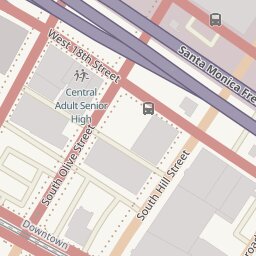 West 18th Street
Santa Monica Fre
Central
Adult Senior
High
South Olive Street
South Hill Street
Downtown